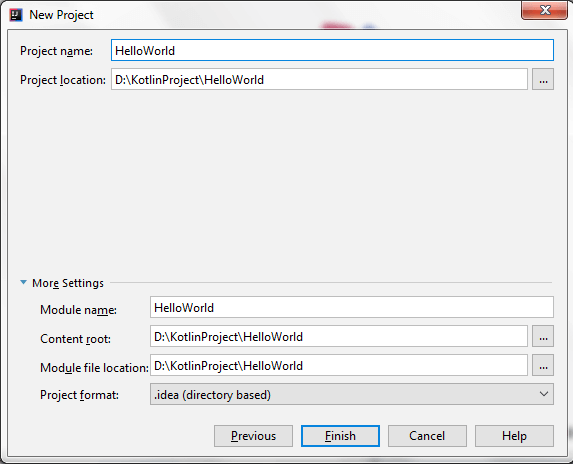 New Project
Project name: HelloWorld
Project location: D:\KotlinProject\HelloWorld ...
More Settings
Module name: HelloWorld
Content root: D:\KotlinProject\HelloWorld ...
Module file location: D:\KotlinProject\HelloWorld ...
Project format: .idea (directory based)
Previous Finish Cancel Help